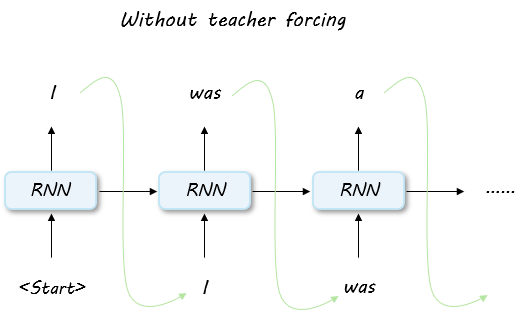 Without teacher forcing
I was a
RNN RNN RNN ......
<Start> I was